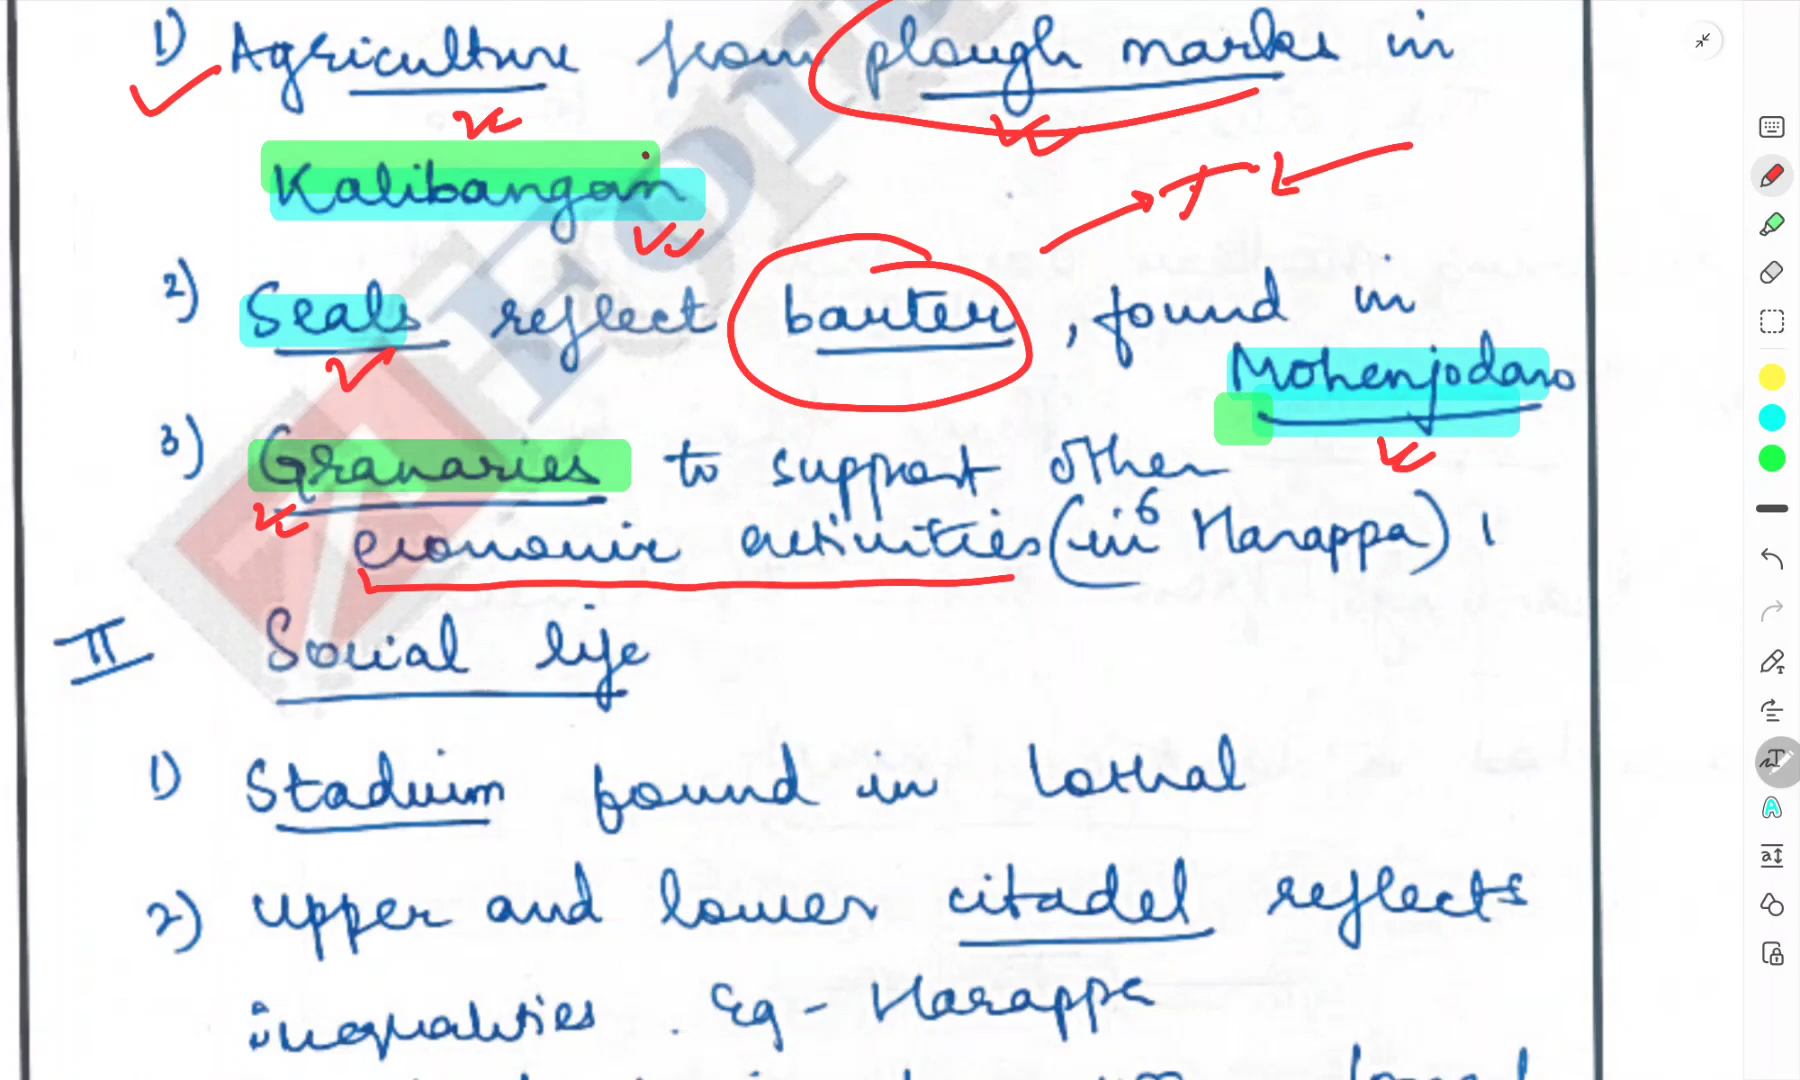 1) Agriculture from plough marks in
Kalibangan
2) Seals reflect barter, found in
Mohenjodaro
3) Granaries to support other
economic activities (in 6 Harappa)
II Social life
1) Stadium found in Lothal
2) Upper and lower citadel reflects
inequalities. Eg - Harappa